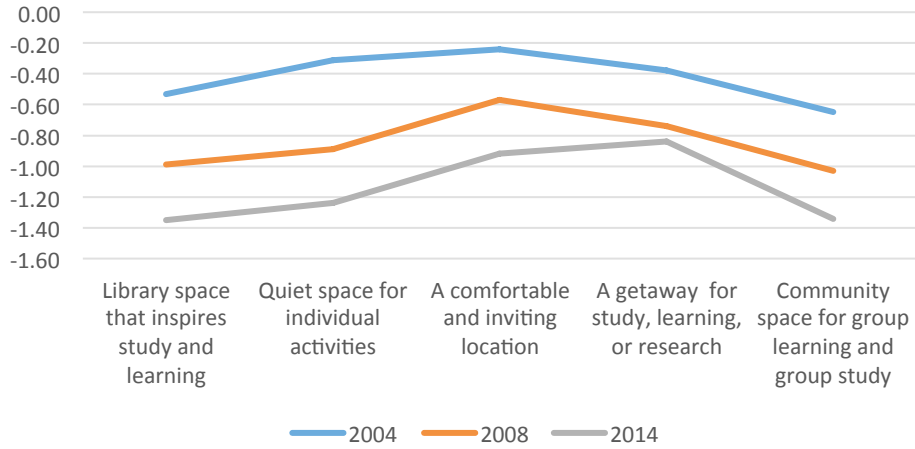 0.00
-0.20
-0.40
-0.60
-0.80
-1.00
-1.20
-1.40
-1.60
Library space
that inspires
study and
learning
Quiet space for
individual
activities
A comfortable
and inviting
location
A getaway for
study, learning,
or research
Community
space for group
learning and
group study
2004
2008
2014